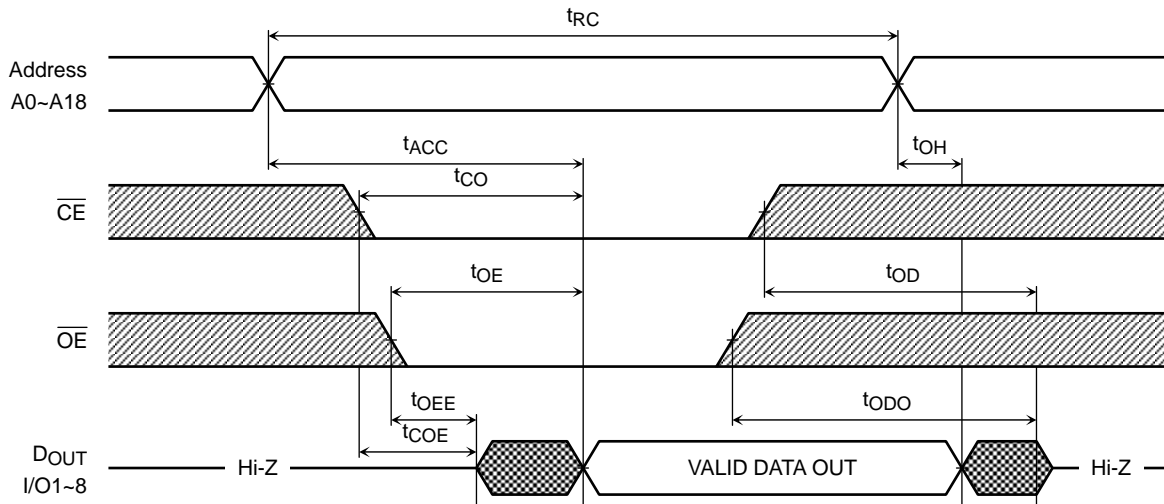 tRC
Address
A0~A18
tACC
tOH
tCO
CE
tOE
tOD
OE
tOEE
tODO
tCOE
DOUT
I/O1~8
Hi-Z
VALID DATA OUT
Hi-Z